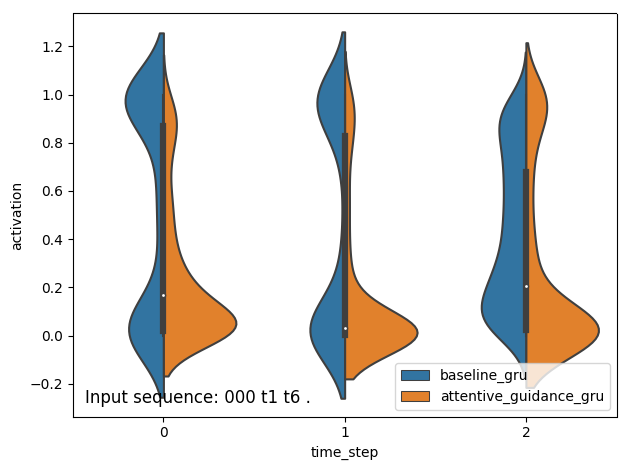 1.2
1.0
0.8
0.6
0.4
0.2
0.0
−0.2
activation
baseline_gru
attentive_guidance_gru
Input sequence: 000 t1 t6 .
0 1 2
time_step